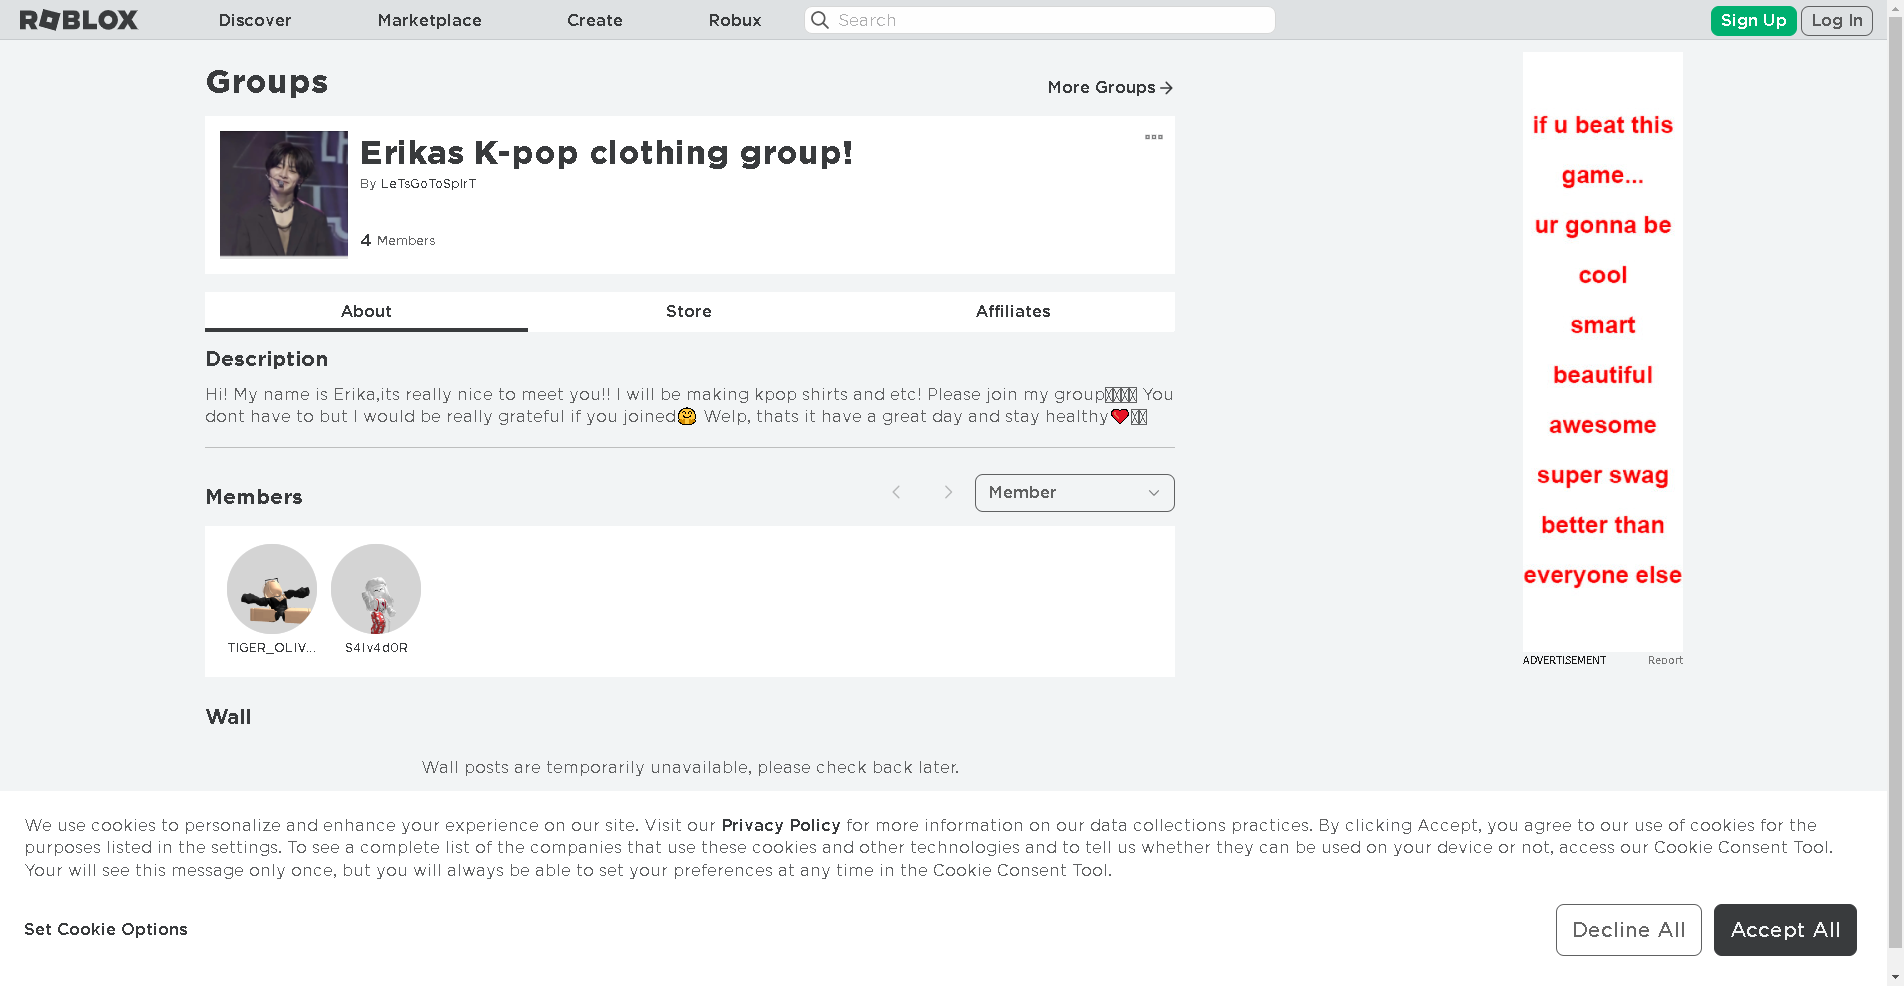 ROBLOX
Discover
Marketplace
Create
Robux
Search
Sign Up
Log In
Groups
More Groups
Erikas K-pop clothing group!
By LeTsGoToSpIrT
4 Members
About
Store
Affiliates
Description
Hi! My name is Erika,its really nice to meet you!! I will be making kpop shirts and etc! Please join my group You
dont have to but I would be really grateful if you joined🤗 Welp, thats it have a great day and stay healthy❤
Members
Member
TIGER_OLIV...
S4lv4d0R
Wall
Wall posts are temporarily unavailable, please check back later.
if u beat this
game...
ur gonna be
cool
smart
beautiful
awesome
super swag
better than
everyone else
ADVERTISEMENT
Report
We use cookies to personalize and enhance your experience on our site. Visit our Privacy Policy for more information on our data collections practices. By clicking Accept, you agree to our use of cookies for the
purposes listed in the settings. To see a complete list of the companies that use these cookies and other technologies and to tell us whether they can be used on your device or not, access our Cookie Consent Tool.
Your will see this message only once, but you will always be able to set your preferences at any time in the Cookie Consent Tool.
Set Cookie Options
Decline All
Accept All